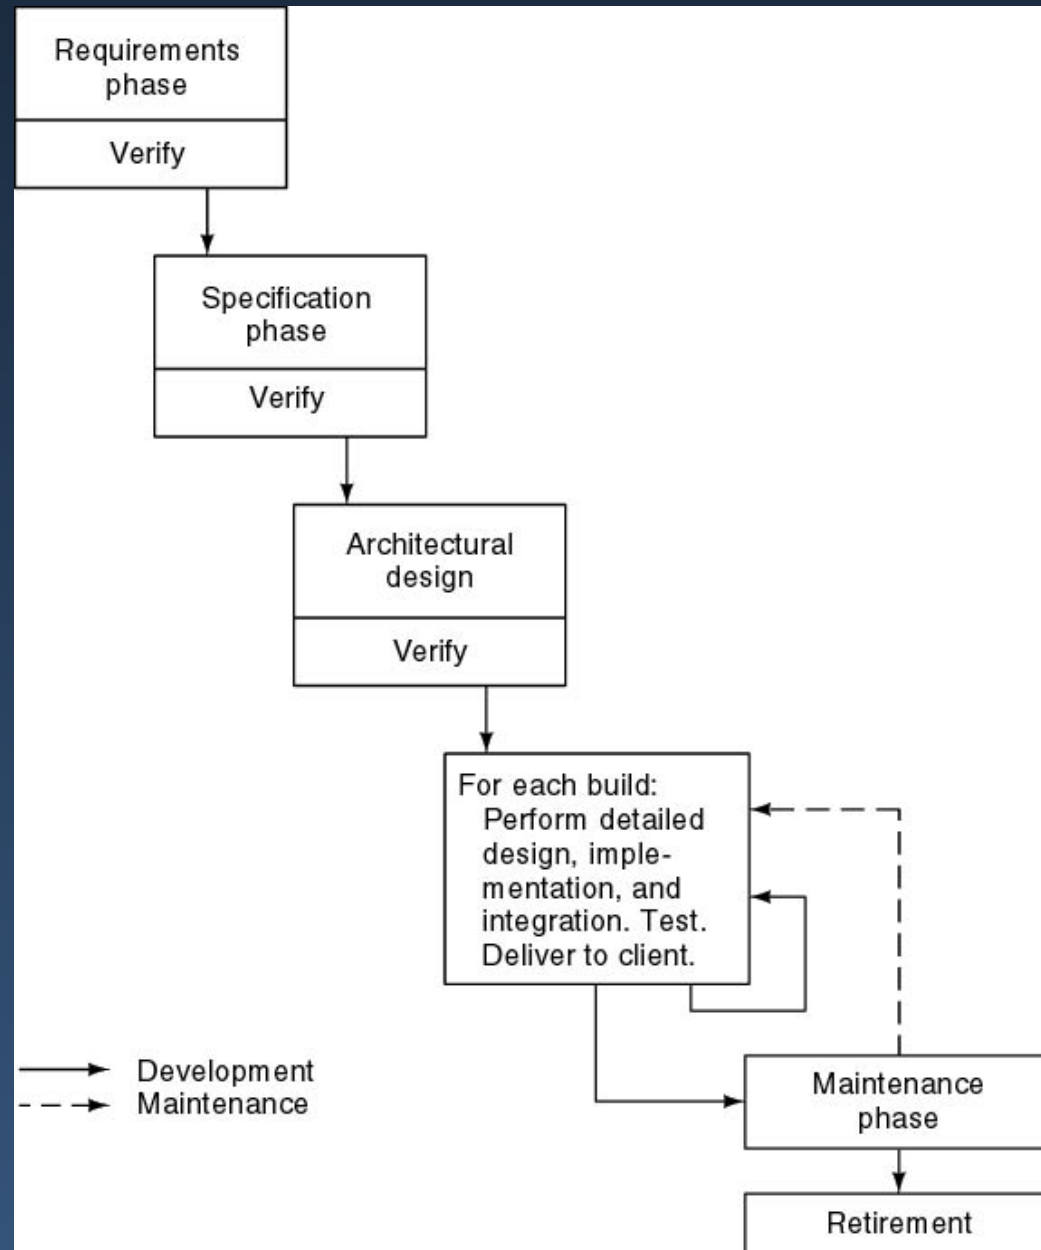 Requirements
phase
Verify
Specification
phase
Verify
Architectural
design
Verify
For each build:
Perform detailed
design, imple-
mentation, and
integration. Test.
Deliver to client.
Development
Maintenance
Maintenance
phase
Retirement